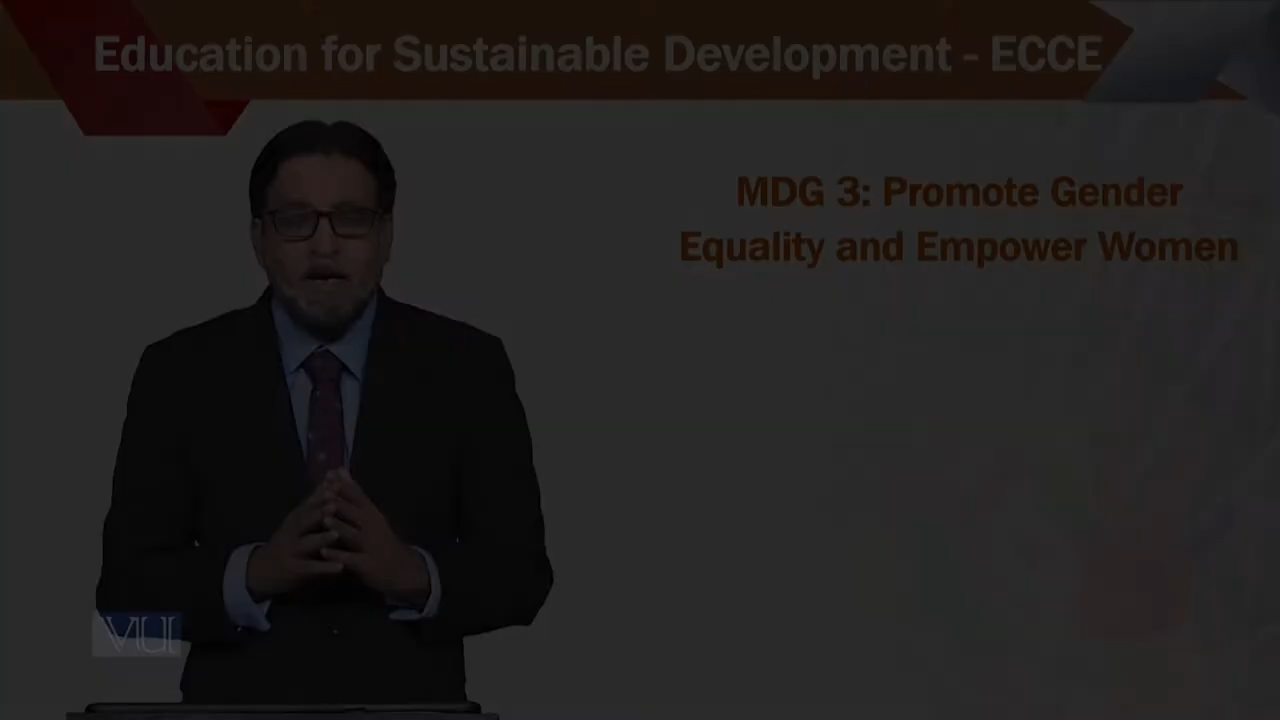 Education for Sustainable Development - ECCE
MDG 3: Promote Gender
Equality and Empower Women
VU